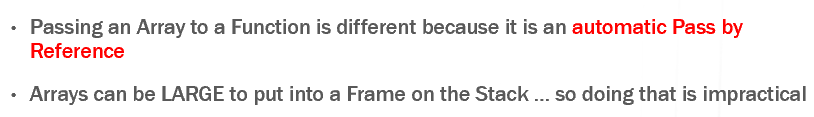 • Passing an Array to a Function is different because it is an automatic Pass by
Reference
• Arrays can be LARGE to put into a Frame on the Stack ... so doing that is impractical